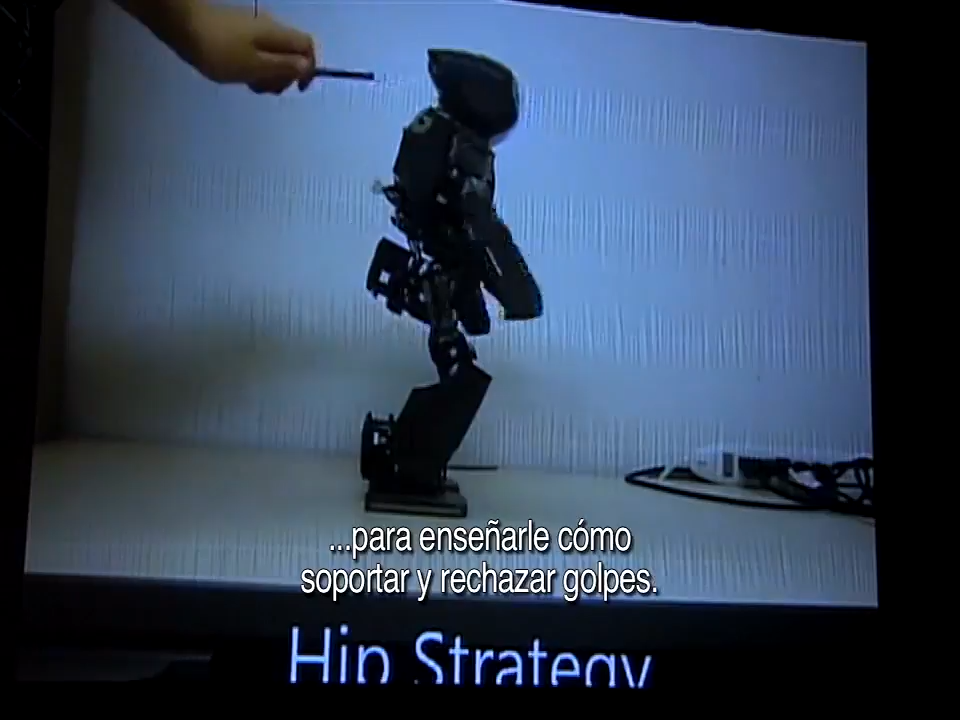 ...para enseñarle cómo
soportar y rechazar golpes.
Hip Strategy